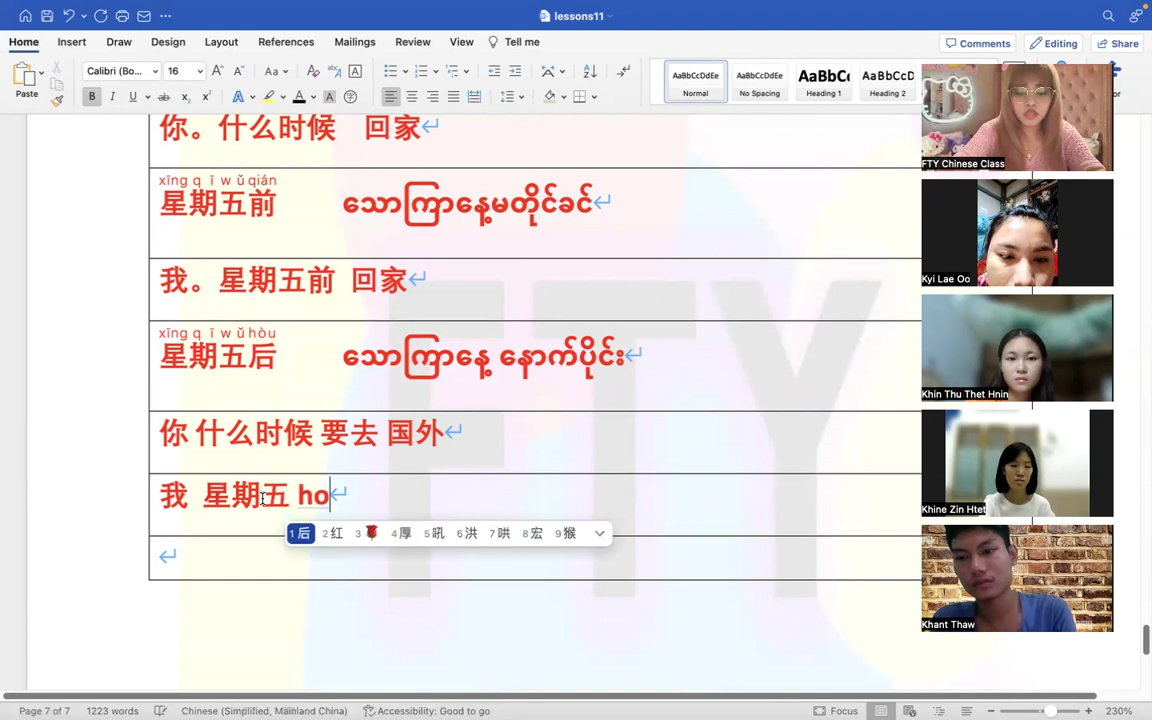 lessons11
Home Insert Draw Design Layout References Mailings Review View Tell me
Comments Editing Share
Paste
Calibri (Bo... 16
AaBbCcDdEe Normal
AaBbCcDdEe No Spacing
AaBbC( Heading 1
AaBbCcD Heading 2
你。什么时候 回家
xīng q ī w ǔ qián
星期五前 သောကြာနေ့မတိုင်ခင်
我。星期五前 回家
xīng q ī w ǔ hòu
星期五后 သောကြာနေ့ နောက်ပိုင်း
你 什么时候 要去 国外
我 星期五 ho
1 后 2 红 3 🌹 4 厚 5 吼 6 洪 7 哄 8 宏 9 猴
FTY
FTY Chinese Class
Kyi Lae Oo
Khin Thu Thet Hnin
Khine Zin Htet
Khant Thaw
Page 7 of 7 1223 words Chinese (Simplified, Mainland China) Accessibility: Good to go Focus 230%